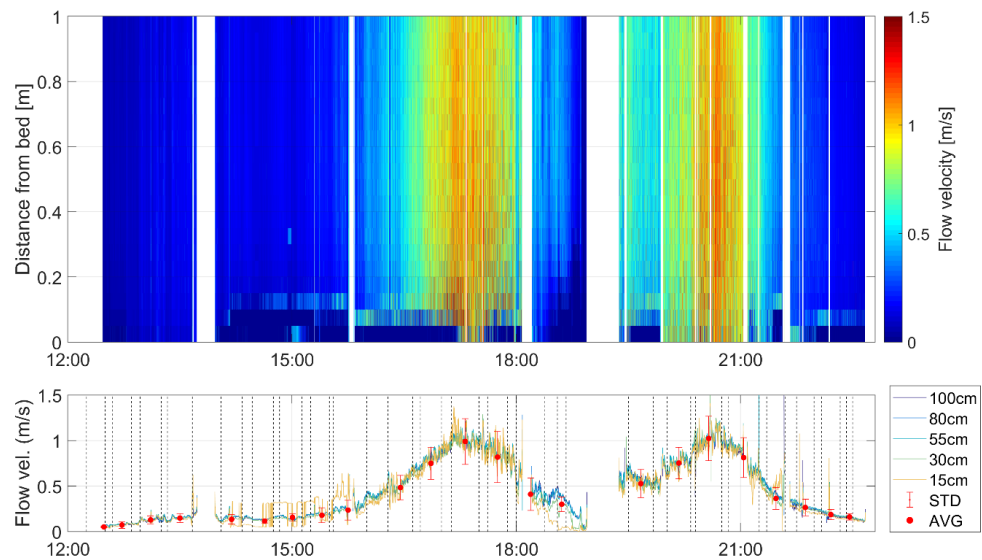 1
0.8
0.6
0.4
0.2
0
Distance from bed [m]
12:00 15:00 18:00 21:00
1.5
1
0.5
0
Flow velocity [m/s]
1.5
1
0.5
0
Flow vel. (m/s)
12:00 15:00 18:00 21:00
100cm
80cm
55cm
30cm
15cm
STD
AVG